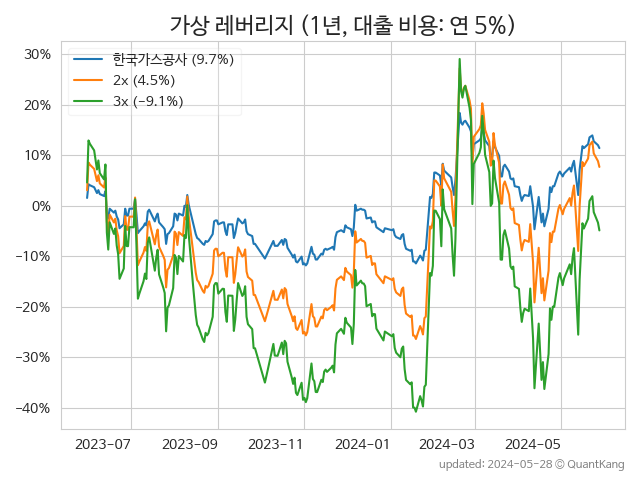 가상 레버리지 (1년, 대출 비용: 연 5%)
한국가스공사 (9.7%)
2x (4.5%)
3x (−9.1%)
30%
20%
10%
0%
−10%
−20%
−30%
−40%
2023-07
2023-09
2023-11
2024-01
2024-03
2024-05
updated: 2024-05-28 © QuantKang